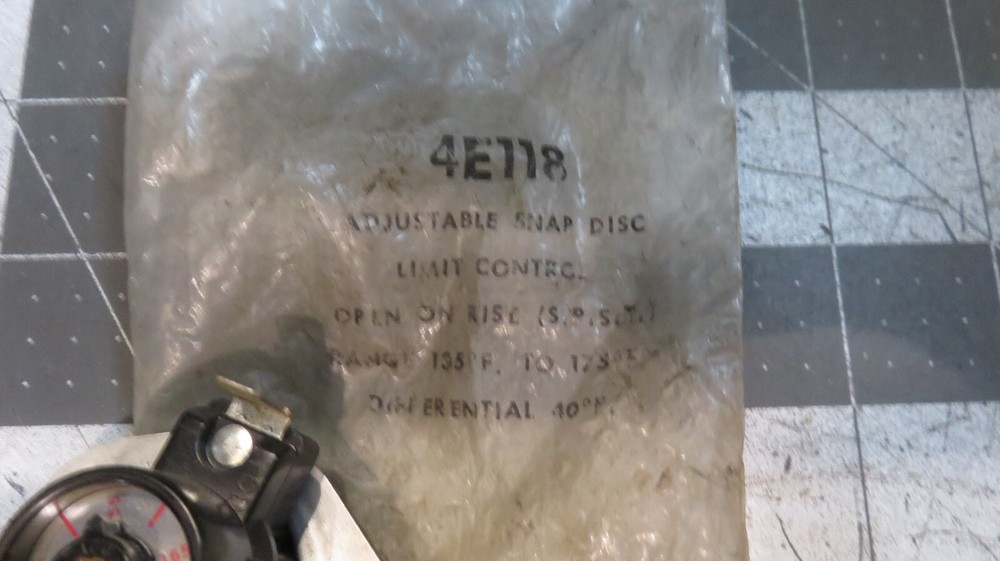 4E118
ADJUSTABLE SNAP DISC
LIMIT CONTROL
OPEN ON RISE (S.P.S.T.)
RANGE 135°F. TO 175°F.
DIFFERENTIAL 40°F.